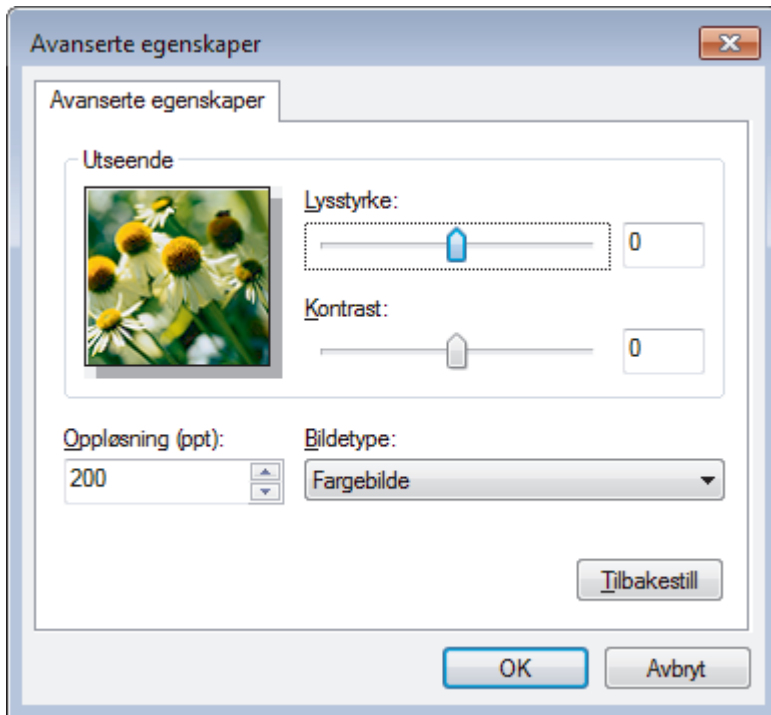 Avanserte egenskaper
Avanserte egenskaper
Utseende
Lysstyrke:
0
Kontrast:
0
Oppløsning (ppt):
200
Bildetype:
Fargebilde
Tilbakestill
OK
Avbryt